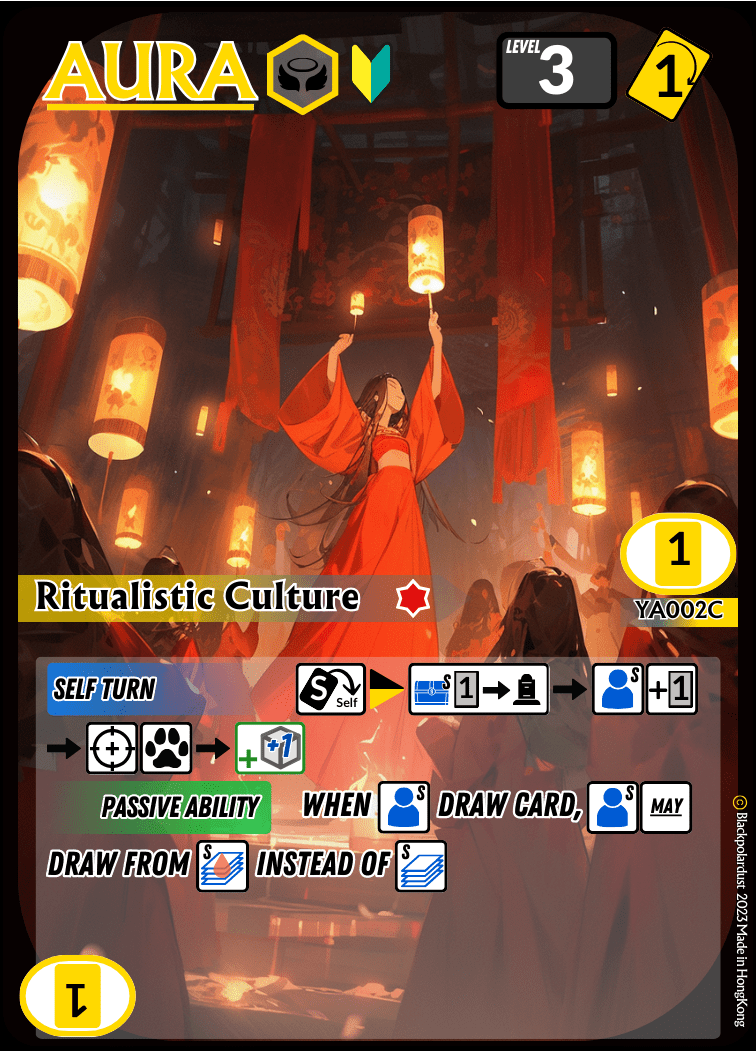 AURA
LEVEL 3
1
1
Ritualistic Culture
YA002C
SELF TURN S Self S 1 S +1
+ +1
PASSIVE ABILITY WHEN S DRAW CARD, S MAY
DRAW FROM S INSTEAD OF S
1
© Blackpolardust 2023 Made in HongKong